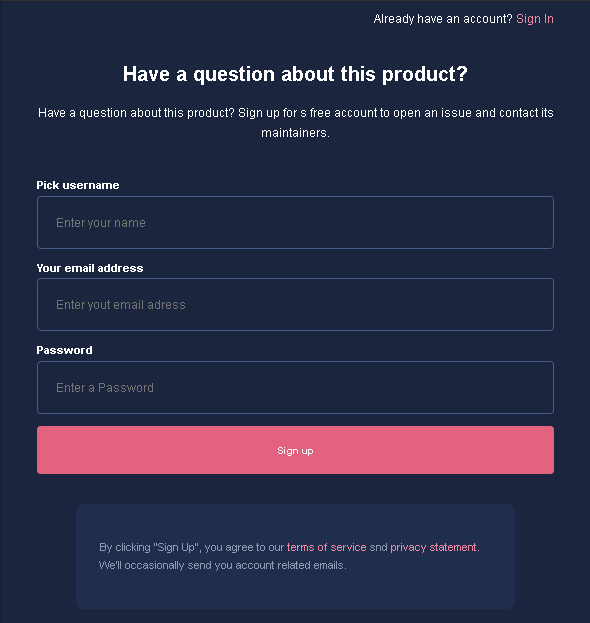 Already have an account? Sign In
Have a question about this product?
Have a question about this product? Sign up for s free account to open an issue and contact its
maintainers.
Pick username
Enter your name
Your email address
Enter yout email adress
Password
Enter a Password
Sign up
By clicking "Sign Up", you agree to our terms of service snd privacy statement.
We'll occasionally send you account related emails.